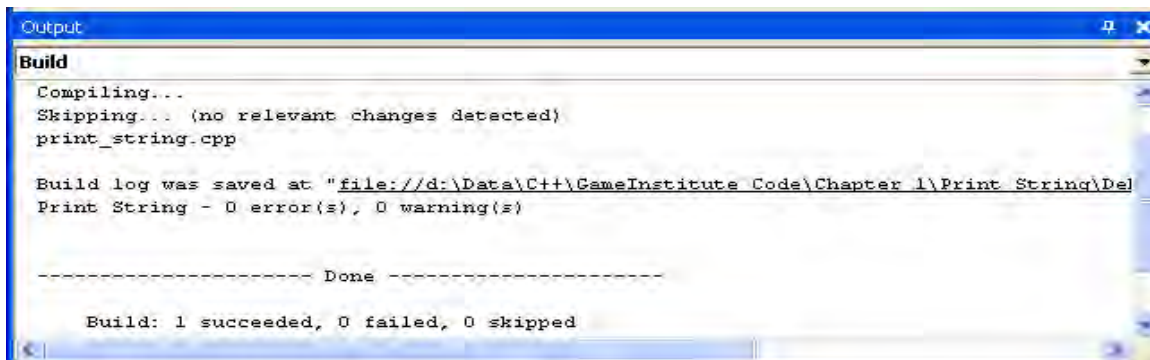 Output
Build
Compiling...
Skipping... (no relevant changes detected)
print_string.cpp
Build log was saved at "file://d:\Data\C++\GameInstitute Code\Chapter 1\Print String\De
Print String - 0 error(s), 0 warning(s)
---------------------- Done ----------------------
Build: 1 succeeded, 0 failed, 0 skipped